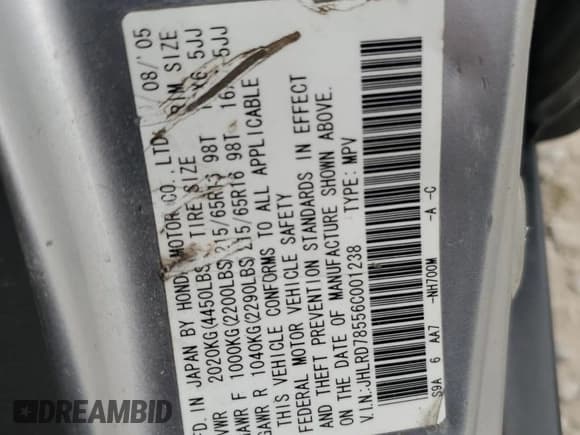 FD. IN JAPAN BY HONDA MOTOR CO., LTD. 08/'05
VWR 2020KG(4450LBS) TIRE SIZE RIM SIZE
GAWR F 1000KG(2200LBS) 215/65R16 98T 5JJ
GAWR R 1040KG(2290LBS) 215/65R16 98T 16 5JJ
THIS VEHICLE CONFORMS TO ALL APPLICABLE
FEDERAL MOTOR VEHICLE SAFETY
AND THEFT PREVENTION STANDARDS IN EFFECT
ON THE DATE OF MANUFACTURE SHOWN ABOVE.
V.I.N:JHLRD78556C001238 TYPE: MPV
S9A 6 AA7 -NH700M -A -C
DREAMBID